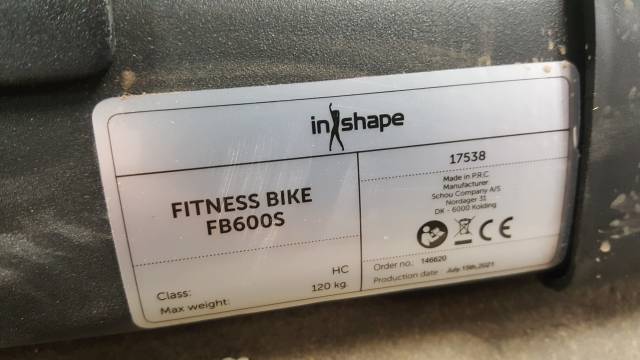 inshape
FITNESS BIKE
FB600S
Class: HC
Max weight: 120 kg.
17538
Made in P.R.C
Manufacturer
Schou Company A/S
Nordager 31
DK - 6000 Kolding
CE
Order no.: 146620
Production date: July 15th,2021